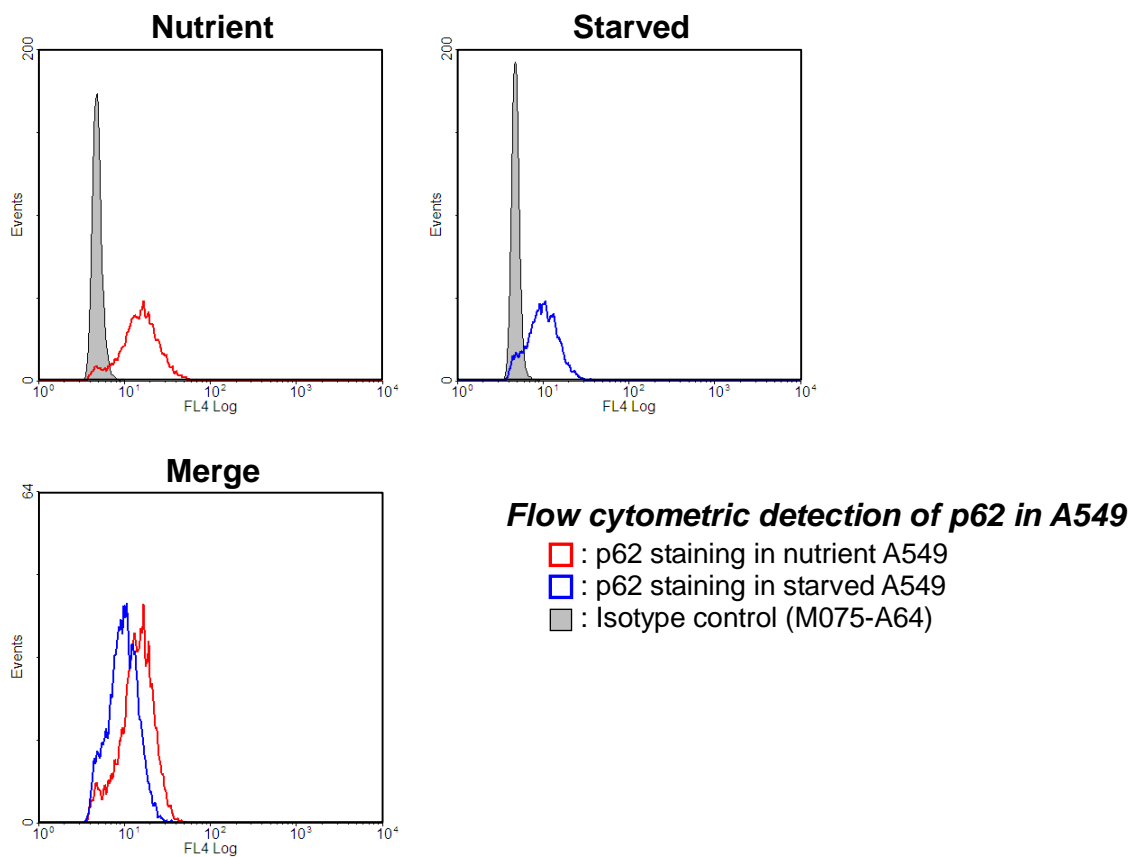 Nutrient
200
Events
0
10⁰ 10¹ 10² 10³ 10⁴
FL4 Log
Starved
200
Events
0
10⁰ 10¹ 10² 10³ 10⁴
FL4 Log
Merge
64
Events
0
10⁰ 10¹ 10² 10³ 10⁴
FL4 Log
Flow cytometric detection of p62 in A549
: p62 staining in nutrient A549
: p62 staining in starved A549
: Isotype control (M075-A64)